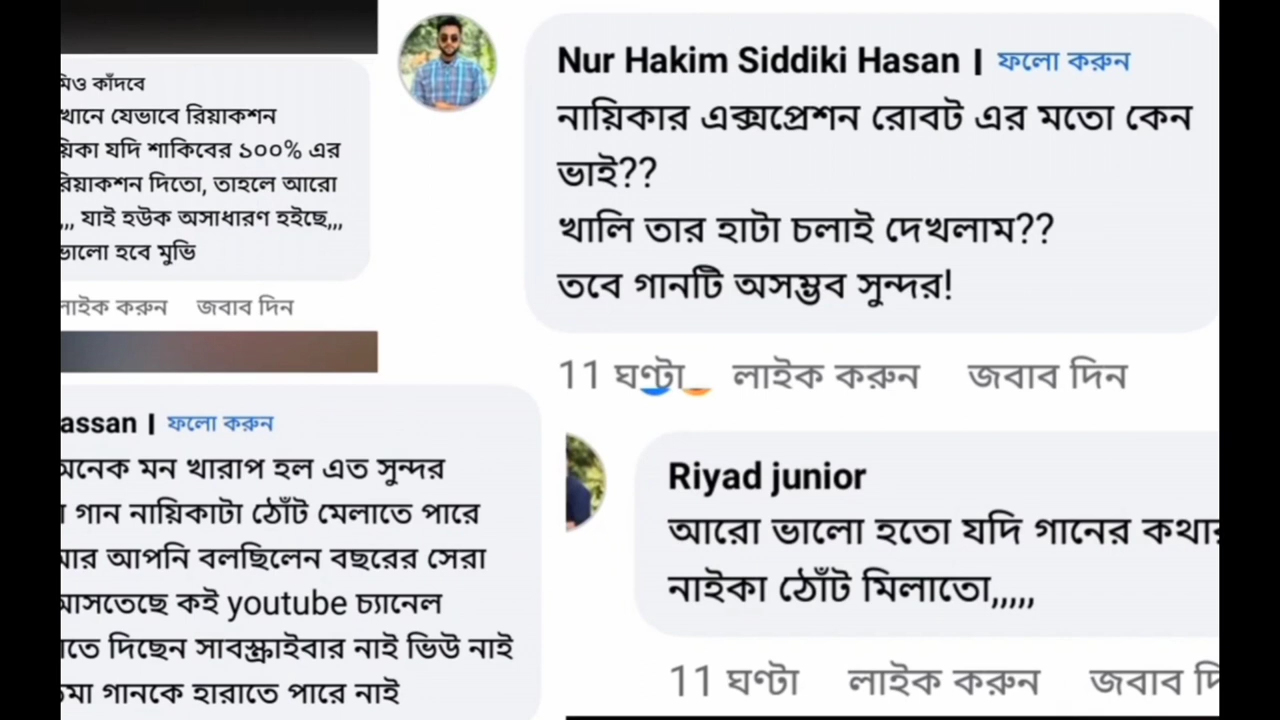 কাঁদবে
যেভাবে রিয়াকশন
যদি শাকিবের ১০০% এর
দিতো, তাহলে আরো
,,, যাই হউক অসাধারণ হইছে,,,
ভালো হবে মুভি
লাইক করুন জবাব দিন
ফলো করুন
অনেক মন খারাপ হল এত সুন্দর
গান নায়িকাটা ঠোঁট মেলাতে পারে
আর আপনি বলছিলেন বছরের সেরা
আসতেছে কই youtube চ্যানেল
দিছেন সাবস্ক্রাইবার নাই ভিউ নাই
গানকে হারাতে পারে নাই
Nur Hakim Siddiki Hasan | ফলো করুন
নায়িকার এক্সপ্রেশন রোবট এর মতো কেন
ভাই??
খালি তার হাটা চলাই দেখলাম??
তবে গানটি অসম্ভব সুন্দর!
11 ঘণ্টা লাইক করুন জবাব দিন
Riyad junior
আরো ভালো হতো যদি গানের কথার
নাইকা ঠোঁট মিলাতো,,,,,
11 ঘণ্টা লাইক করুন জবাব